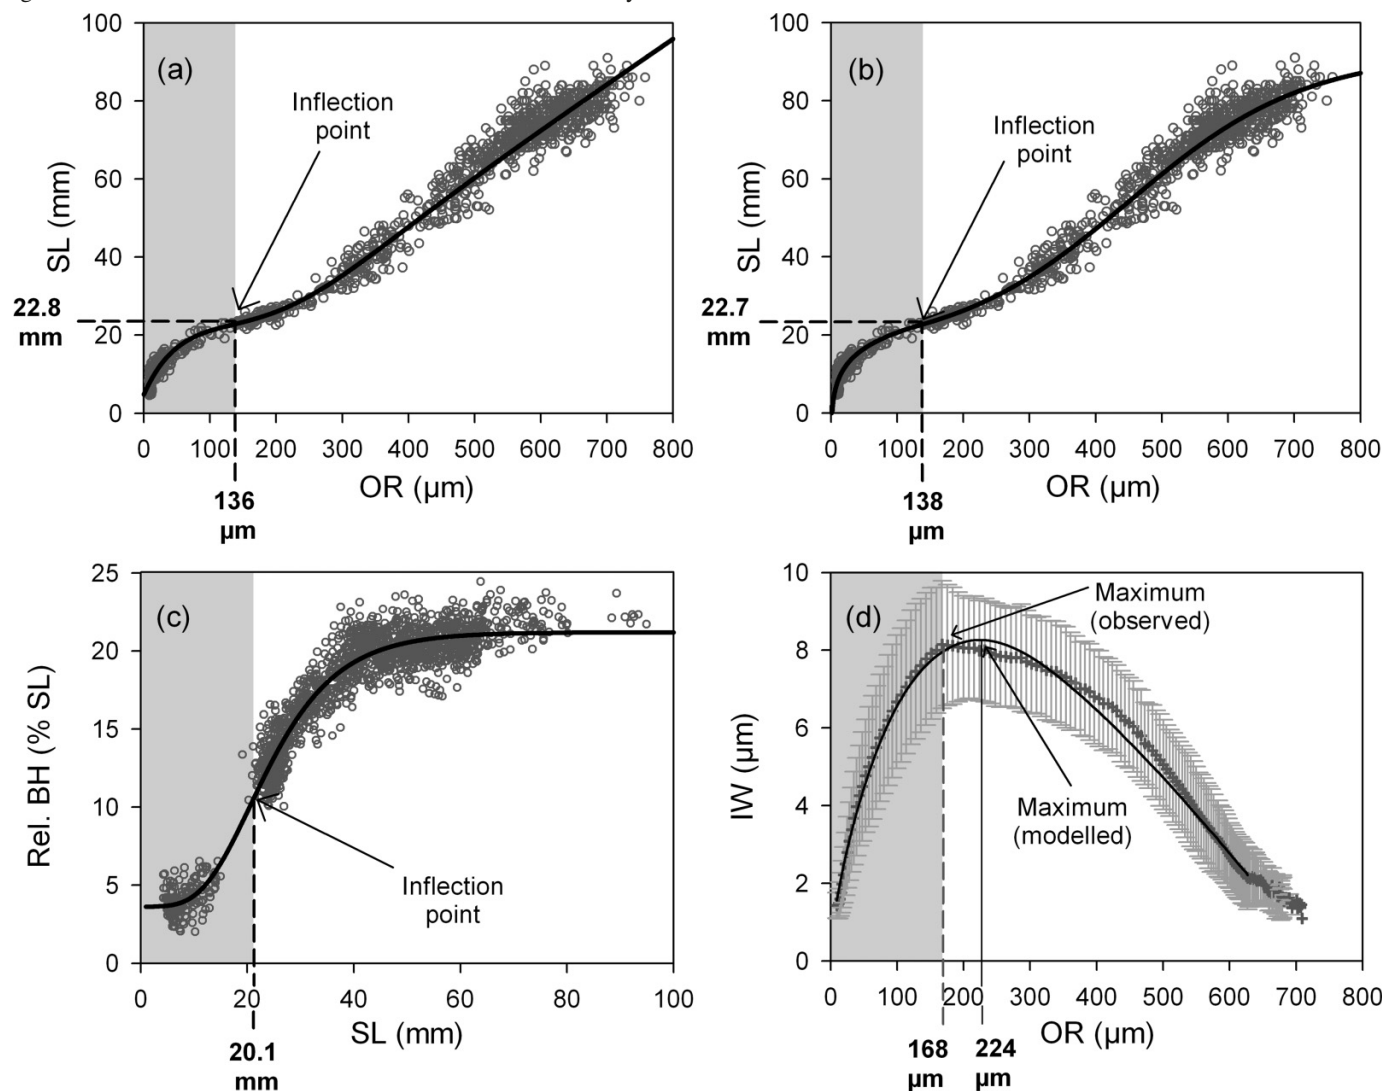 (a)
Inflection
point
SL (mm)
100
80
60
40
20
0
22.8
mm
0 100 200 300 400 500 600 700 800
OR (µm)
136
µm
(b)
Inflection
point
SL (mm)
100
80
60
40
20
0
22.7
mm
0 100 200 300 400 500 600 700 800
OR (µm)
138
µm
(c)
Inflection
point
Rel. BH (% SL)
25
20
15
10
5
0
0 20 40 60 80 100
SL (mm)
20.1
mm
(d)
Maximum
(observed)
Maximum
(modelled)
IW (µm)
10
8
6
4
2
0
0 100 200 300 400 500 600 700 800
OR (µm)
168
µm
224
µm